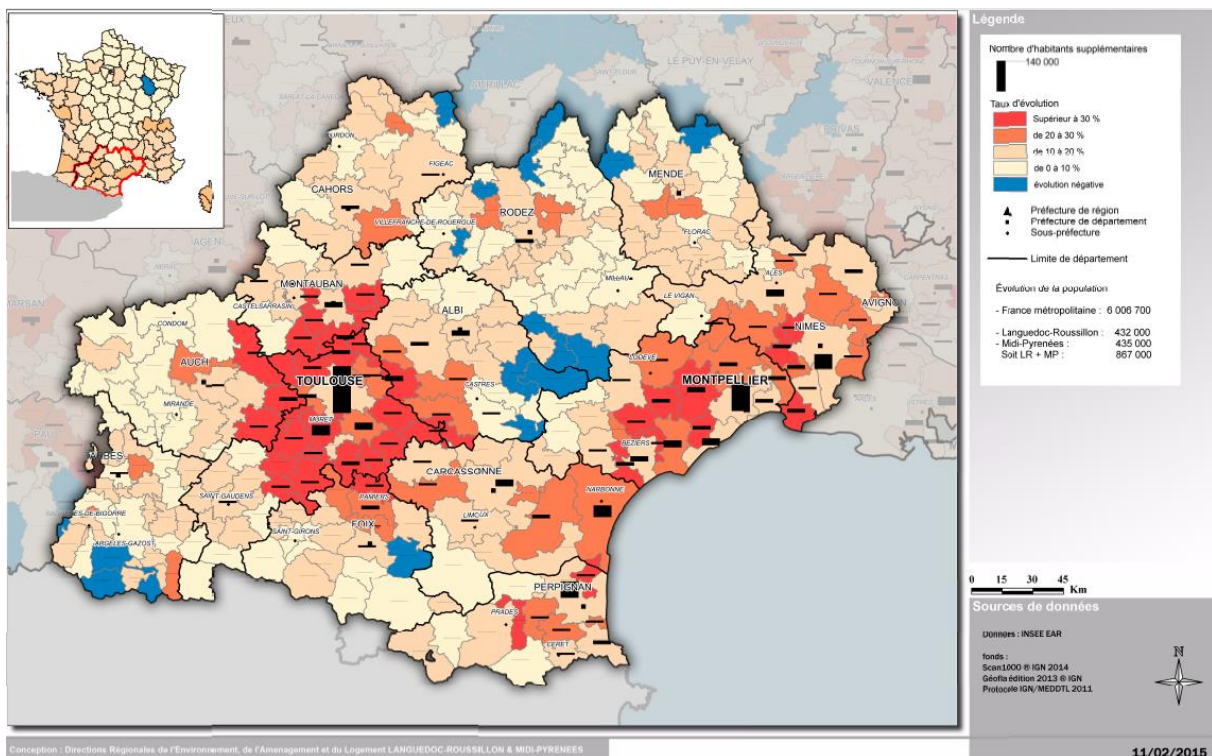 LE PUY-EN-VELAY
SAINT-FLOUR
VALENCE
PRIVAS
FIGEAC
CAHORS
MENDE
RODEZ
VILLEFRANCHE-DE-ROUERGUE
FLORAC
AGEN
MILLAU
ALES
LE VIGAN
CARPENTRAS
MONTAUBAN
CASTELSARRASIN
ALBI
AVIGNON
NIMES
CONDOM
AUCH
LODEVE
TOULOUSE
MONTPELLIER
CASTRES
MIRANDE
MURET
BEZIERS
PAU
CARCASSONNE
SAINT-GAUDENS
PAMIERS
NARBONNE
LIMOUX
FOIX
SAINT-GIRONS
ARGELES-GAZOST
PERPIGNAN
PRADES
CERET
Légende
Nombre d'habitants supplémentaires
140 000
Taux d'évolution
Supérieur à 30 %
de 20 à 30 %
de 10 à 20 %
de 0 à 10 %
évolution négative
Préfecture de région
Préfecture de département
Sous-préfecture
Limite de département
Évolution de la population
- France métropolitaine : 6 006 700
- Languedoc-Roussillon : 432 000
- Midi-Pyrenées : 435 000
Soit LR + MP : 867 000
0 15 30 45
Km
Sources de données
Données : INSEE EAR
fonds :
Scan1000 ® IGN 2014
Géofla édition 2013 ® IGN
Protocole IGN/MEDDTL 2011
N
Conception : Directions Régionales de l'Environnement, de l'Amenagement et du Logement LANGUEDOC-ROUSSILLON & MIDI-PYRENEES
11/02/2015